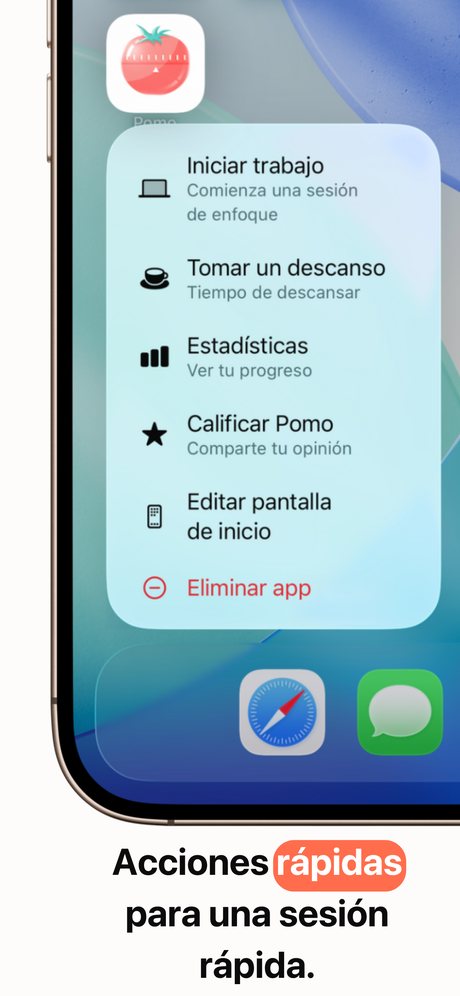 Pomo
Iniciar trabajo
Comienza una sesión
de enfoque
Tomar un descanso
Tiempo de descansar
Estadísticas
Ver tu progreso
Calificar Pomo
Comparte tu opinión
Editar pantalla
de inicio
Eliminar app
Acciones rápidas
para una sesión
rápida.